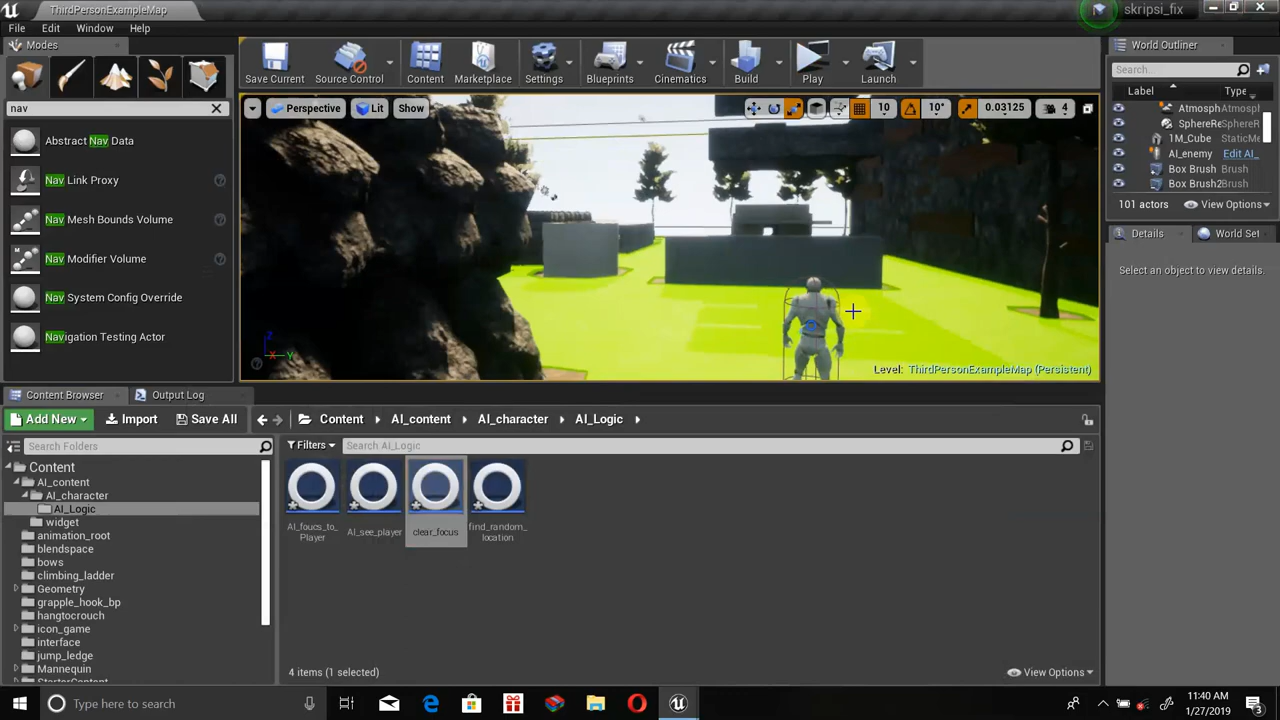 ThirdPersonExampleMap
skripsi_fix
File Edit Window Help
Modes
nav
Abstract Nav Data
Nav Link Proxy
Nav Mesh Bounds Volume
Nav Modifier Volume
Nav System Config Override
Navigation Testing Actor
Save Current Source Control Content Marketplace Settings Blueprints Cinematics Build Play Launch
Perspective Lit Show 10 10° 0.03125 4
Z
X Y
Level: ThirdPersonExampleMap (Persistent)
World Outliner
Search...
Label Type
Atmosph Atmospl
SphereRe
1M_Cube StaticMe
AI_enemy Edit AI_
Box Brush Brush
Box Brush2 Brush
101 actors View Options
Details World Set
Select an object to view details.
Content Browser Output Log
Add New Import Save All Content AI_content AI_character AI_Logic
Search Folders
Filters Search AI_Logic
Content
AI_content
AI_character
AI_Logic
widget
animation_root
blendspace
bows
climbing_ladder
Geometry
grapple_hook_bp
hangtocrouch
icon_game
interface
jump_ledge
Mannequin
AI_foucs_to_
Player
AI_see_player
clear_focus
find_random_
location
4 items (1 selected) View Options
Type here to search
11:40 AM
1/27/2019